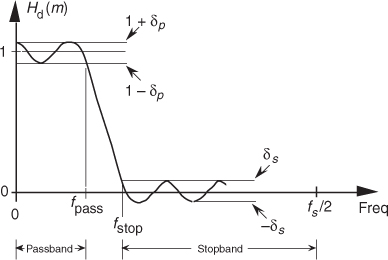 H_d(m)
1 + δ_p
1
1 − δ_p
δ_s
0
0
f_pass
f_stop
−δ_s
f_s/2
Freq
Passband
Stopband